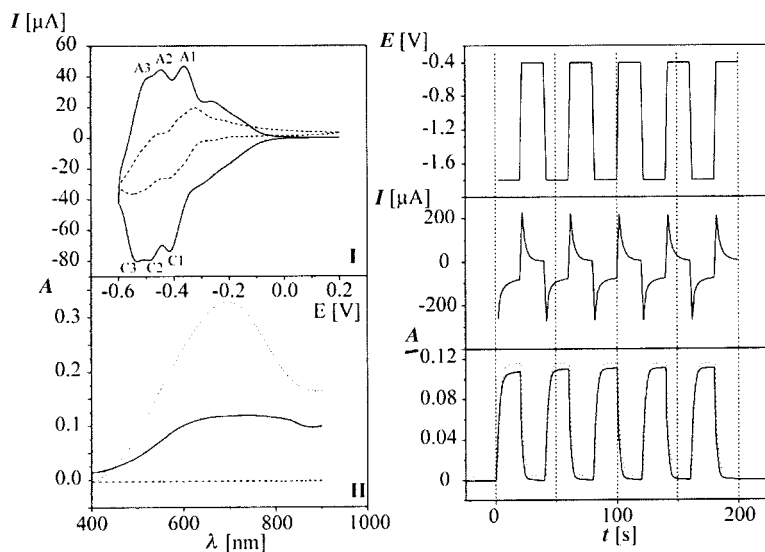 I [µA]
60
40
20
0
-20
-40
-60
-80
A3 A2 A1
C3 C2 C1
I
-0.6 -0.4 -0.2 0.0 0.2
E [V]
A
0.3
0.2
0.1
0.0
II
400 600 800 1000
λ [nm]
E [V]
-0.4
-0.8
-1.2
-1.6
I [µA]
200
0
-200
A
0.12
0.08
0.04
0
0 100 200
t [s]